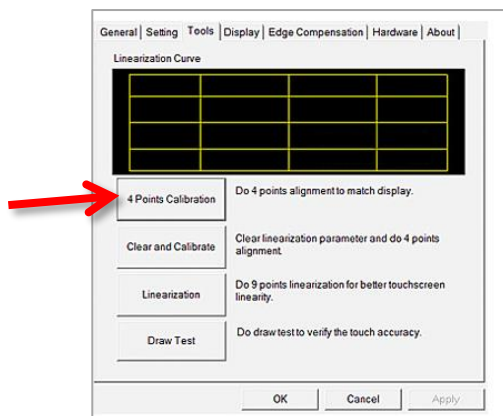 General Setting Tools Display Edge Compensation Hardware About
Linearization Curve
4 Points Calibration
Do 4 points alignment to match display.
Clear and Calibrate
Clear linearization parameter and do 4 points
alignment.
Linearization
Do 9 points linearization for better touchscreen
linearity.
Draw Test
Do draw test to verify the touch accuracy.
OK Cancel Apply